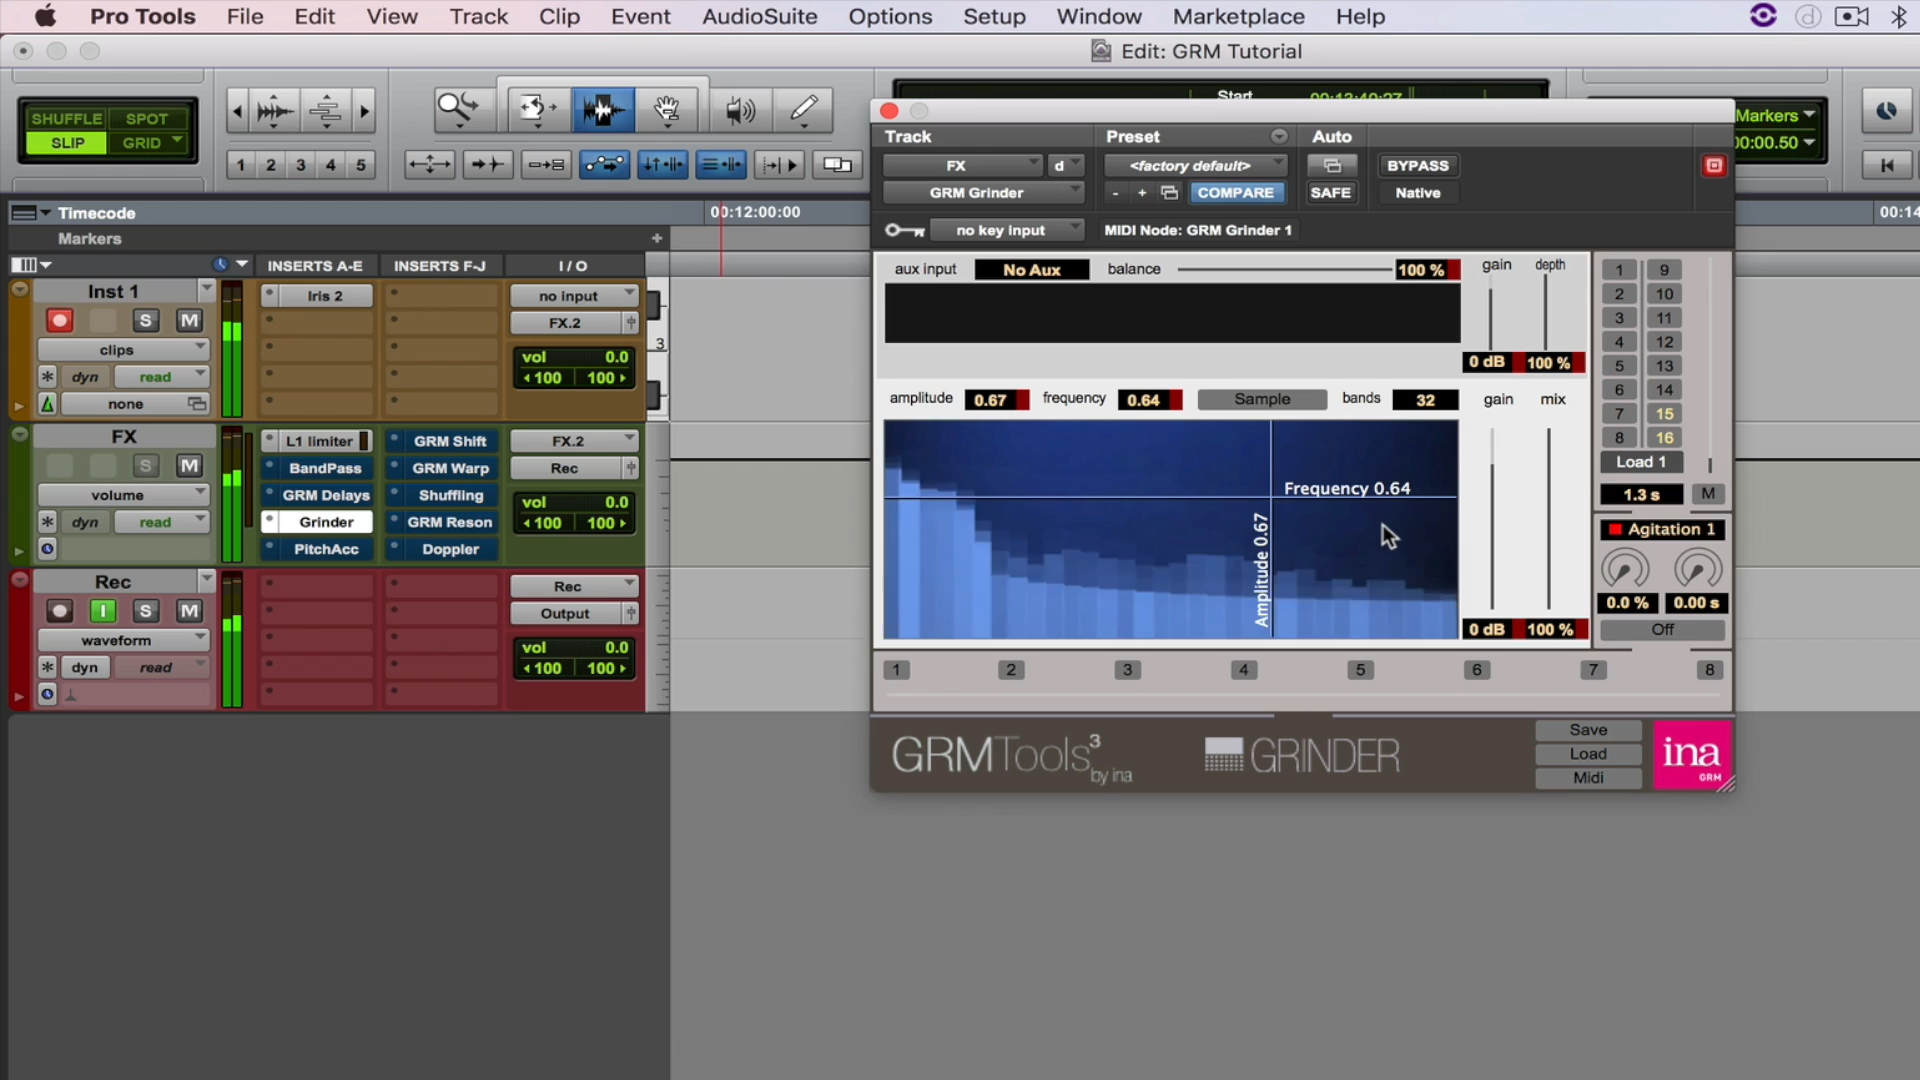 Pro Tools File Edit View Track Clip Event AudioSuite Options Setup Window Marketplace Help
Edit: GRM Tutorial
SHUFFLE SPOT
SLIP GRID
1 2 3 4 5
Start 00:13:40:27
Markers
00:00.50
Track Preset Auto
FX d <factory default> BYPASS
GRM Grinder - + COMPARE SAFE Native
no key input MIDI Node: GRM Grinder 1
Timecode 00:12:00:00 00:14
Markers +
INSERTS A-E INSERTS F-J I / O
Inst 1 Iris 2 no input
S M FX.2
clips vol 0.0
dyn read 100 100
none
3
FX L1 limiter GRM Shift FX.2
S M BandPass GRM Warp Rec
volume GRM Delays Shuffling vol 0.0
dyn read Grinder GRM Reson 100 100
PitchAcc Doppler
Rec Rec
I S M Output
waveform vol 0.0
dyn read 100 100
aux input No Aux balance 100 % gain depth
0 dB 100 %
amplitude 0.67 frequency 0.64 Sample bands 32 gain mix
Frequency 0.64
Amplitude 0.67
0 dB 100 %
1 9
2 10
3 11
4 12
5 13
6 14
7 15
8 16
Load 1
1.3 s M
Agitation 1
0.0 % 0.00 s
Off
1 2 3 4 5 6 7 8
GRMTools3
by ina
GRINDER
Save
Load
Midi
ina
GRM